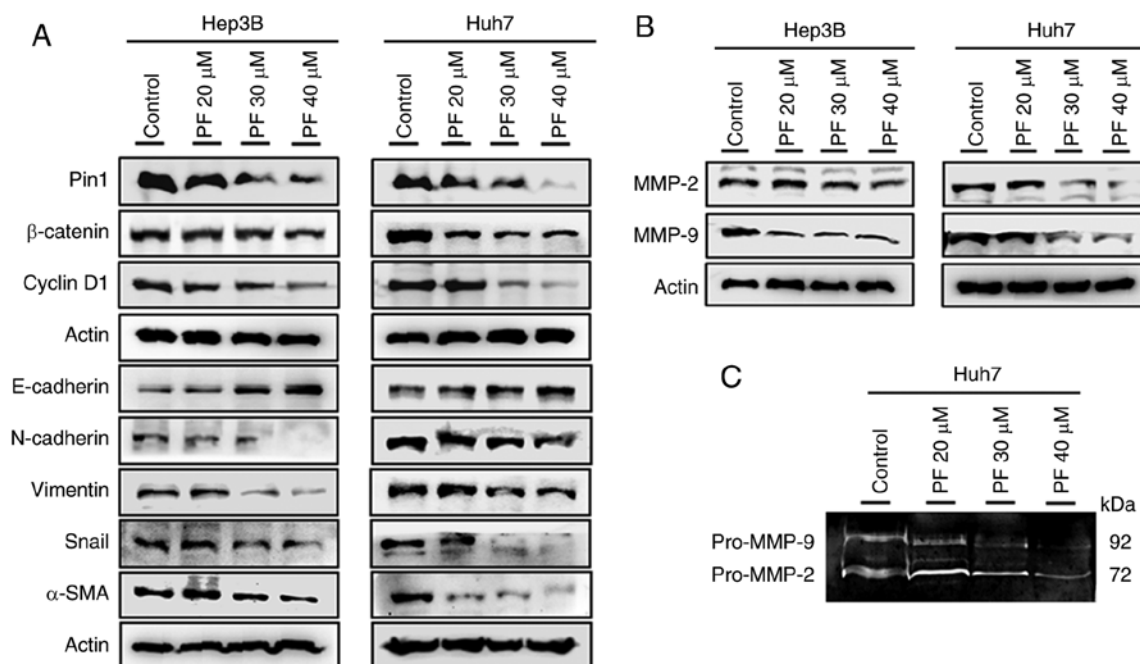 A
Hep3B
Huh7
Control
PF 20 μM
PF 30 μM
PF 40 μM
Control
PF 20 μM
PF 30 μM
PF 40 μM
Pin1
β-catenin
Cyclin D1
Actin
E-cadherin
N-cadherin
Vimentin
Snail
α-SMA
Actin
B
Hep3B
Huh7
Control
PF 20 μM
PF 30 μM
PF 40 μM
Control
PF 20 μM
PF 30 μM
PF 40 μM
MMP-2
MMP-9
Actin
C
Huh7
Control
PF 20 μM
PF 30 μM
PF 40 μM
kDa
Pro-MMP-9 92
Pro-MMP-2 72